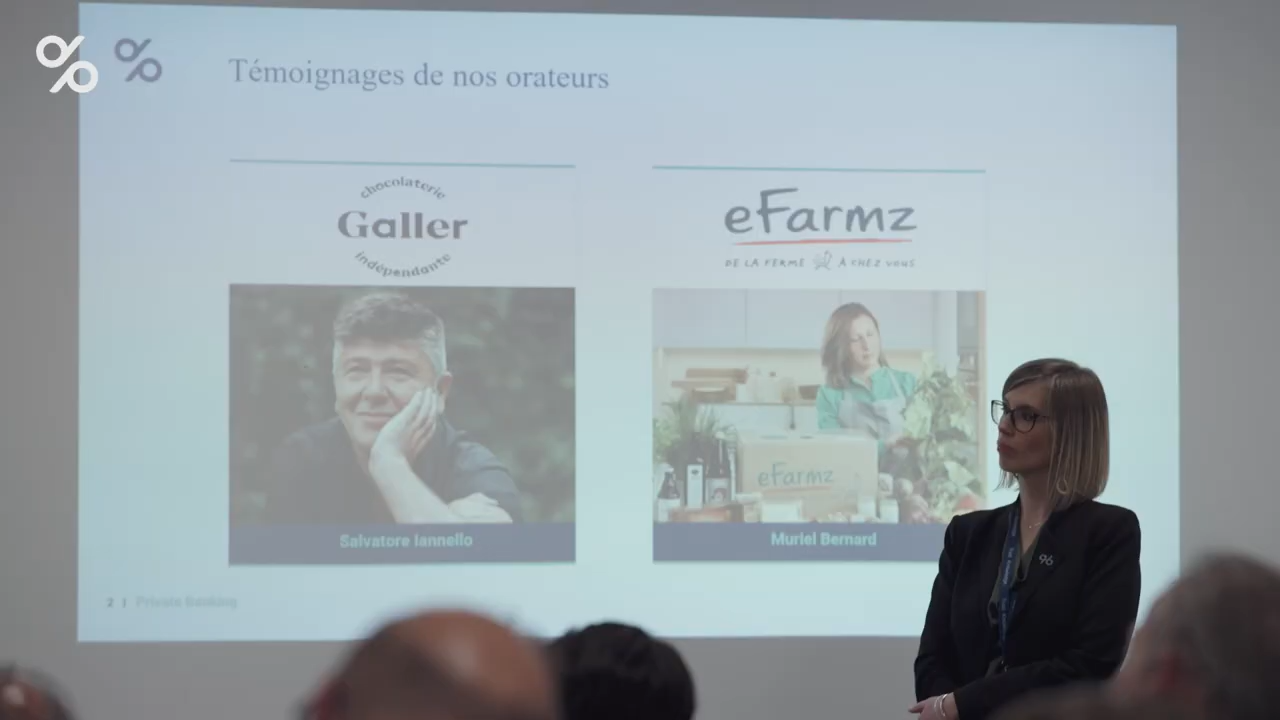 Témoignages de nos orateurs
chocolaterie
Galler
indépendante
eFarmz
DE LA FERME À CHEZ VOUS
eFarmz
Salvatore Iannello
Muriel Bernard
2 | Private Banking